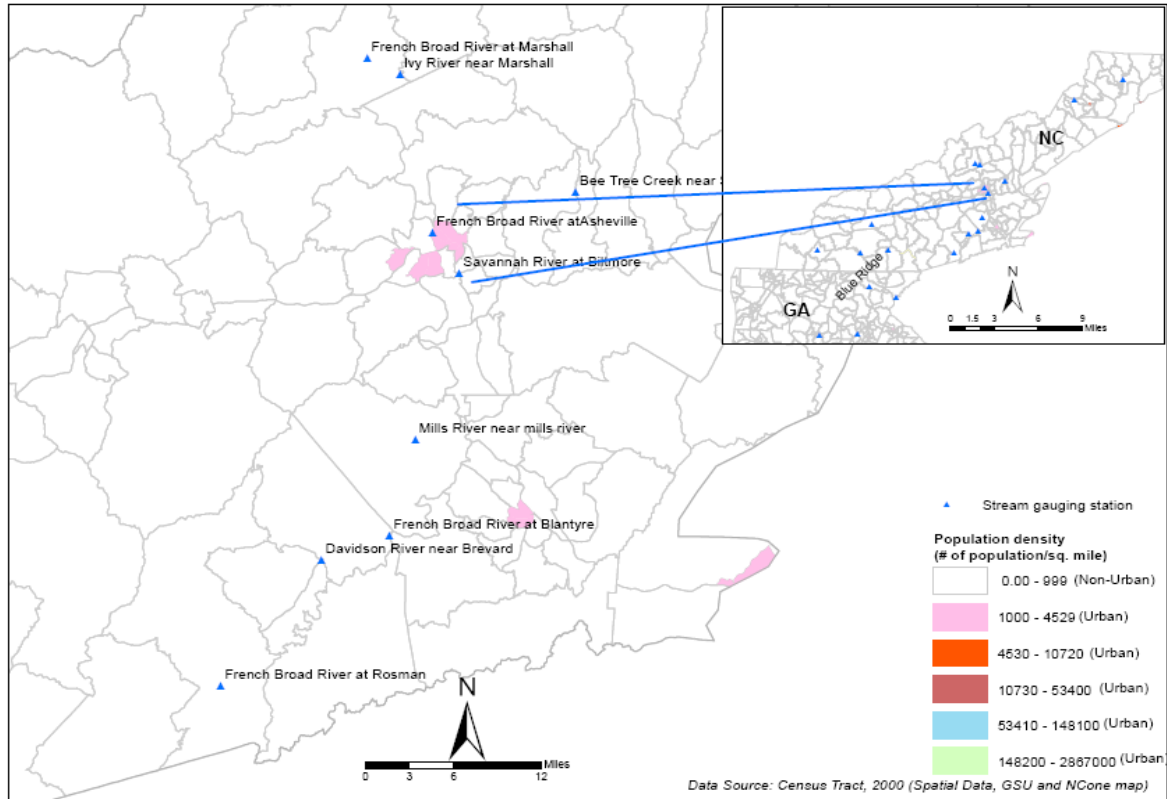 French Broad River at Marshall
Ivy River near Marshall
Bee Tree Creek near
French Broad River atAsheville
Savannah River at Biltmore
Mills River near mills river
French Broad River at Blantyre
Davidson River near Brevard
French Broad River at Rosman
N
Miles
0 3 6 12
NC
Blue Ridge
GA
N
0 1.5 3 6 9
Miles
Stream gauging station
Population density
(# of population/sq. mile)
0.00 - 999 (Non-Urban)
1000 - 4529 (Urban)
4530 - 10720 (Urban)
10730 - 53400 (Urban)
53410 - 148100 (Urban)
148200 - 2867000 (Urban)
Data Source: Census Tract, 2000 (Spatial Data, GSU and NCone map)